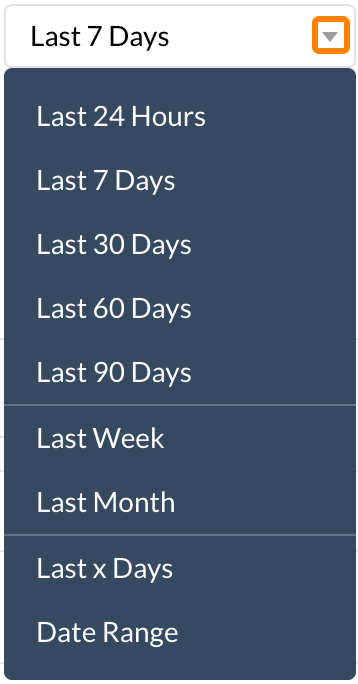 Last 7 Days
Last 24 Hours
Last 7 Days
Last 30 Days
Last 60 Days
Last 90 Days
Last Week
Last Month
Last x Days
Date Range